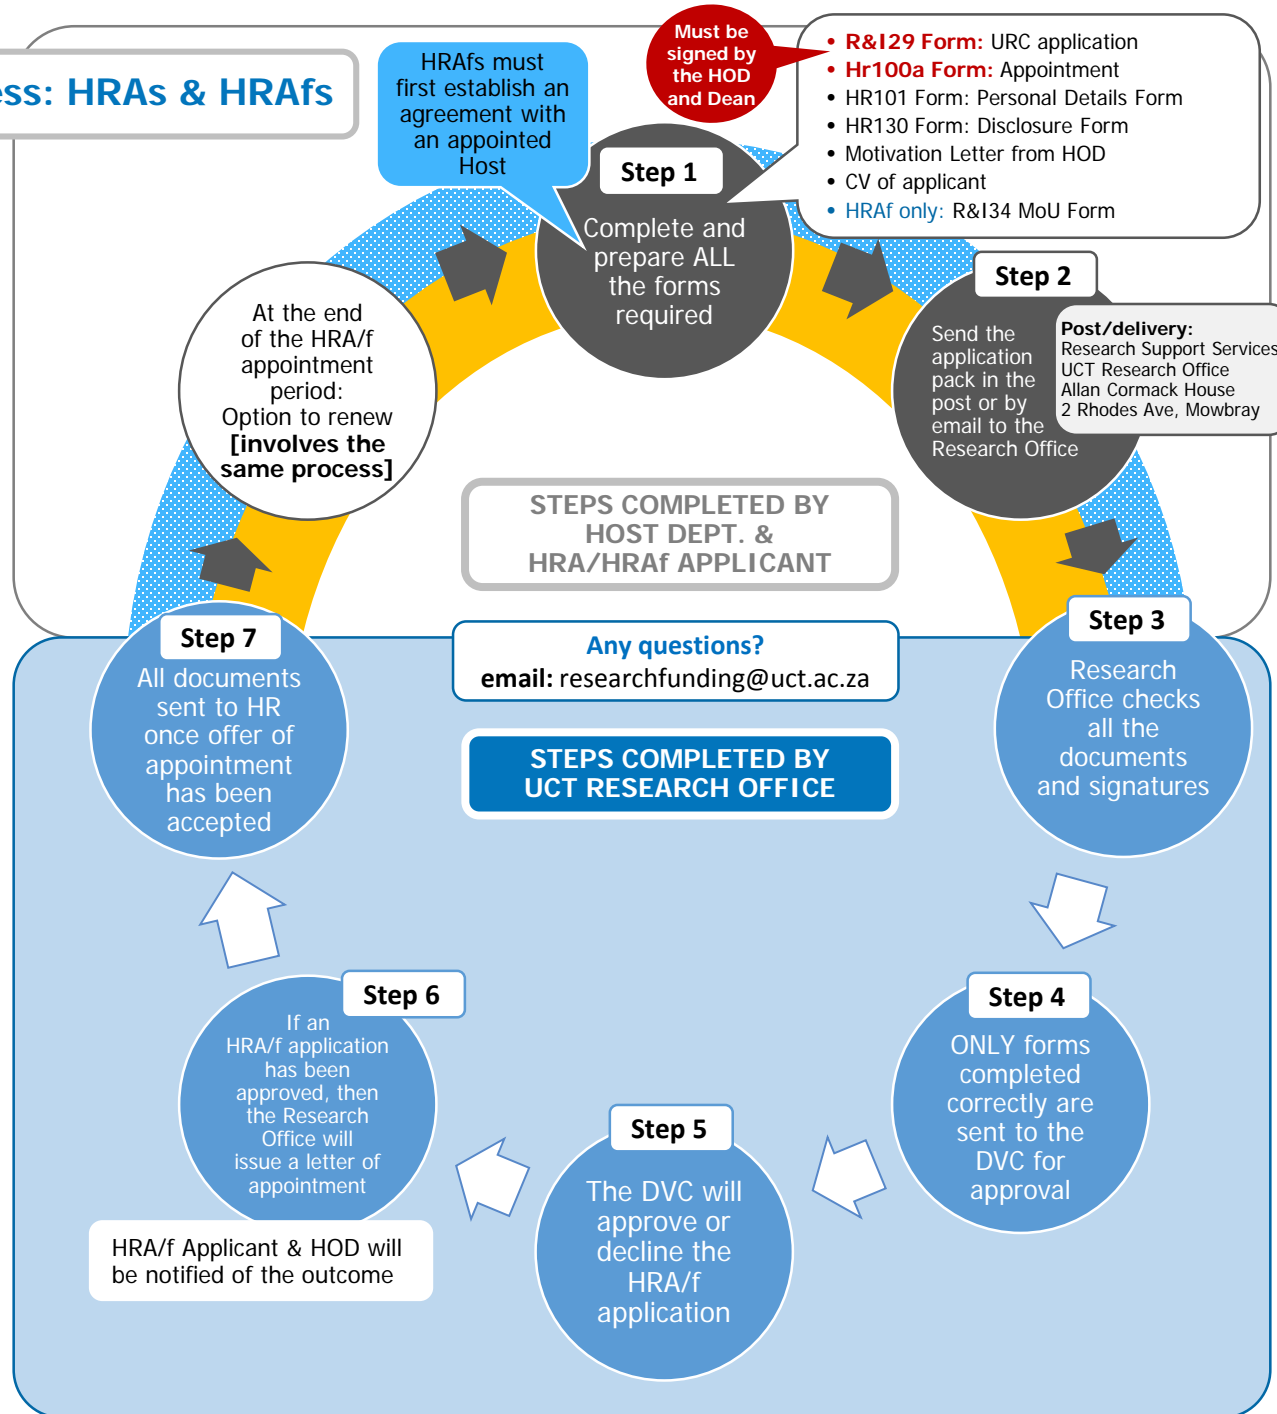 ess: HRAs & HRAfs
HRAfs must
first establish an
agreement with
an appointed
Host
Must be
signed by
the HOD
and Dean
• R&I29 Form: URC application
• Hr100a Form: Appointment
• HR101 Form: Personal Details Form
• HR130 Form: Disclosure Form
• Motivation Letter from HOD
• CV of applicant
• HRAf only: R&I34 MoU Form
Step 1
Complete and
prepare ALL
the forms
required
Step 2
Send the
application
pack in the
post or by
email to the
Research Office
Post/delivery:
Research Support Services
UCT Research Office
Allan Cormack House
2 Rhodes Ave, Mowbray
At the end
of the HRA/f
appointment
period:
Option to renew
[involves the
same process]
STEPS COMPLETED BY
HOST DEPT. &
HRA/HRAf APPLICANT
Any questions?
email: researchfunding@uct.ac.za
STEPS COMPLETED BY
UCT RESEARCH OFFICE
Step 3
Research
Office checks
all the
documents
and signatures
Step 4
ONLY forms
completed
correctly are
sent to the
DVC for
approval
Step 5
The DVC will
approve or
decline the
HRA/f
application
Step 6
If an
HRA/f application
has been
approved, then
the Research
Office will
issue a letter of
appointment
HRA/f Applicant & HOD will
be notified of the outcome
Step 7
All documents
sent to HR
once offer of
appointment
has been
accepted